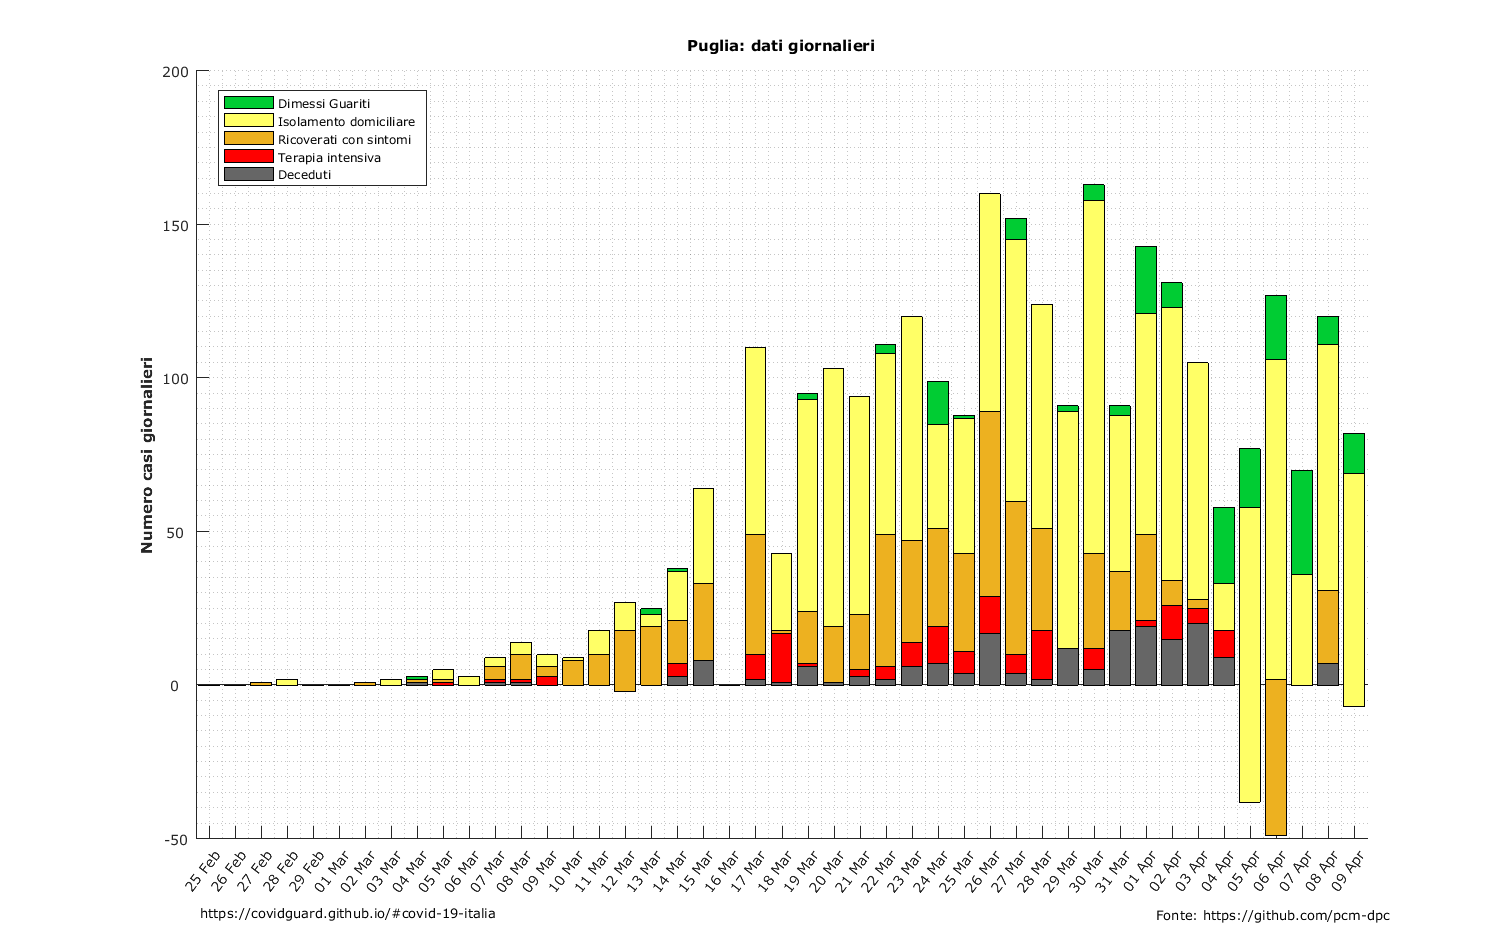 Puglia: dati giornalieri
200
150
100
50
0
-50
Numero casi giornalieri
Dimessi Guariti
Isolamento domiciliare
Ricoverati con sintomi
Terapia intensiva
Deceduti
25 Feb
26 Feb
27 Feb
28 Feb
29 Feb
01 Mar
02 Mar
03 Mar
04 Mar
05 Mar
06 Mar
07 Mar
08 Mar
09 Mar
10 Mar
11 Mar
12 Mar
13 Mar
14 Mar
15 Mar
16 Mar
17 Mar
18 Mar
19 Mar
20 Mar
21 Mar
22 Mar
23 Mar
24 Mar
25 Mar
26 Mar
27 Mar
28 Mar
29 Mar
30 Mar
31 Mar
01 Apr
02 Apr
03 Apr
04 Apr
05 Apr
06 Apr
07 Apr
08 Apr
09 Apr
https://covidguard.github.io/#covid-19-italia
Fonte: https://github.com/pcm-dpc